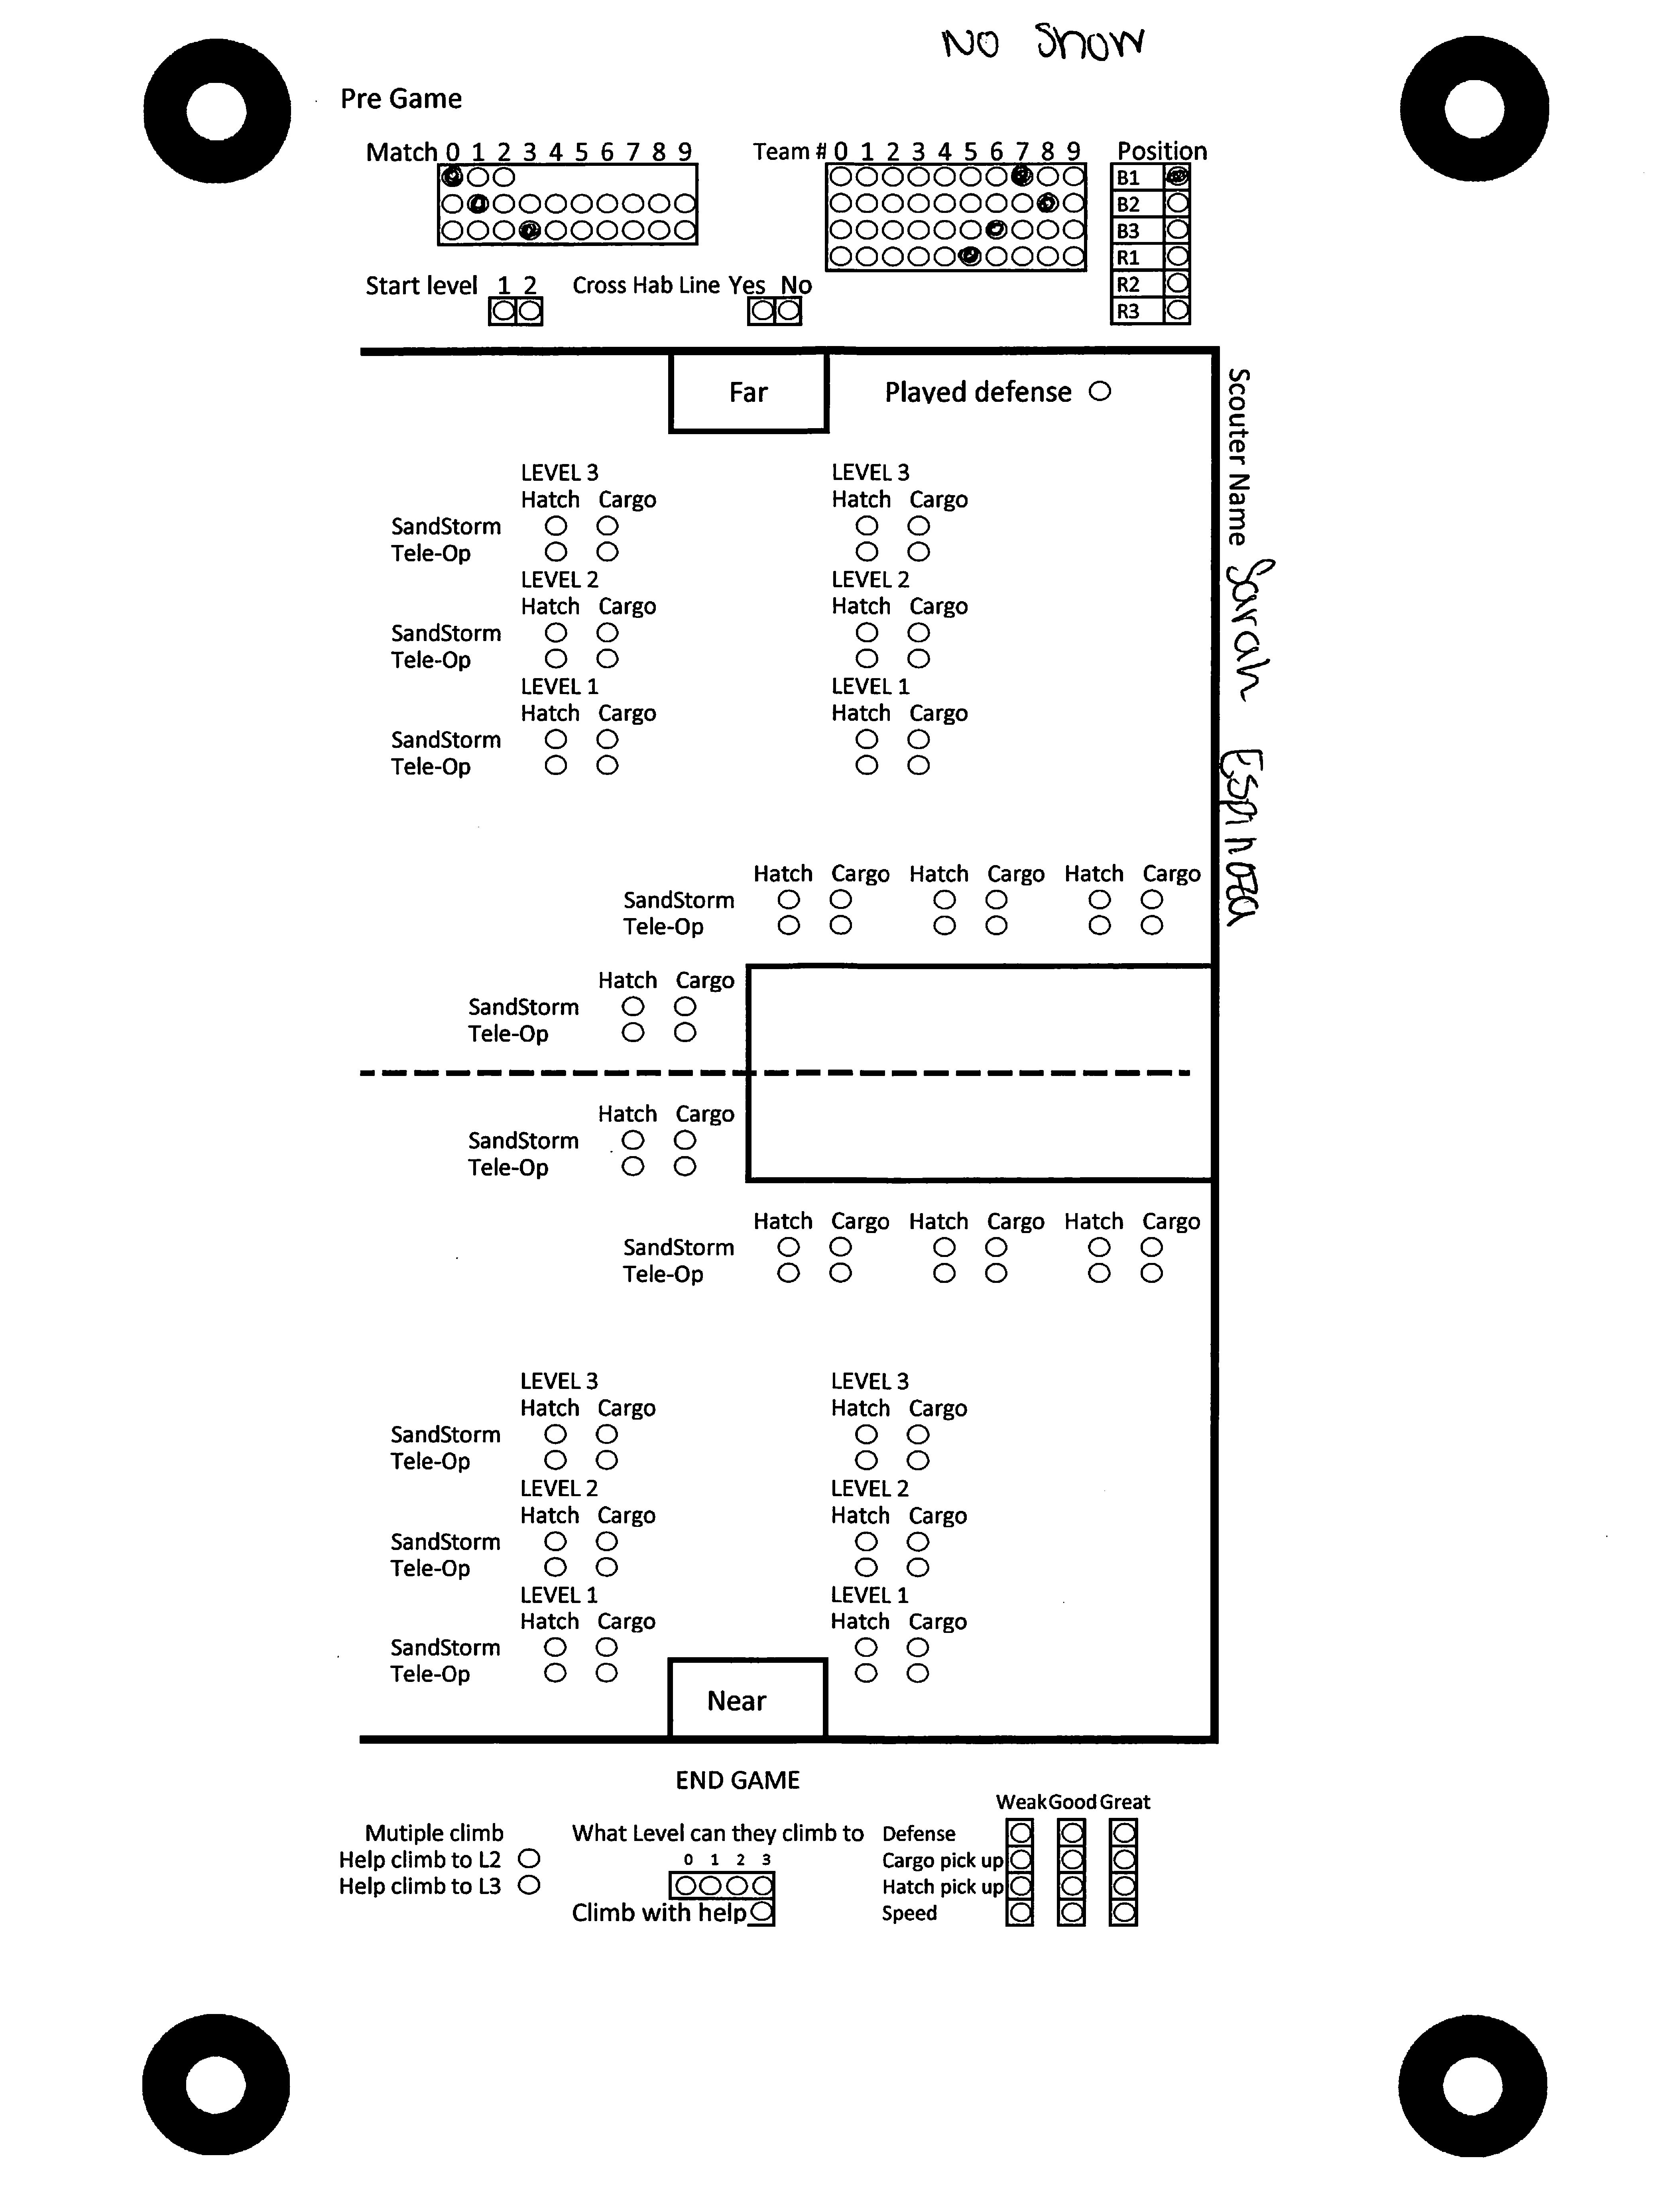 No Show
Pre Game
Match 0 1 2 3 4 5 6 7 8 9
Team # 0 1 2 3 4 5 6 7 8 9
Position
B1
B2
B3
R1
R2
R3
Start level 1 2
Cross Hab Line Yes No
Far
Played defense
Scouter Name Sarah Espinoza
LEVEL 3 LEVEL 3
Hatch Cargo Hatch Cargo
SandStorm
Tele-Op
LEVEL 2 LEVEL 2
Hatch Cargo Hatch Cargo
SandStorm
Tele-Op
LEVEL 1 LEVEL 1
Hatch Cargo Hatch Cargo
SandStorm
Tele-Op
Hatch Cargo Hatch Cargo Hatch Cargo
SandStorm
Tele-Op
Hatch Cargo
SandStorm
Tele-Op
Hatch Cargo
SandStorm
Tele-Op
Hatch Cargo Hatch Cargo Hatch Cargo
SandStorm
Tele-Op
LEVEL 3 LEVEL 3
Hatch Cargo Hatch Cargo
SandStorm
Tele-Op
LEVEL 2 LEVEL 2
Hatch Cargo Hatch Cargo
SandStorm
Tele-Op
LEVEL 1 LEVEL 1
Hatch Cargo Hatch Cargo
SandStorm
Tele-Op
Near
END GAME
Mutiple climb
Help climb to L2
Help climb to L3
What Level can they climb to
0 1 2 3
Climb with help
Weak Good Great
Defense
Cargo pick up
Hatch pick up
Speed